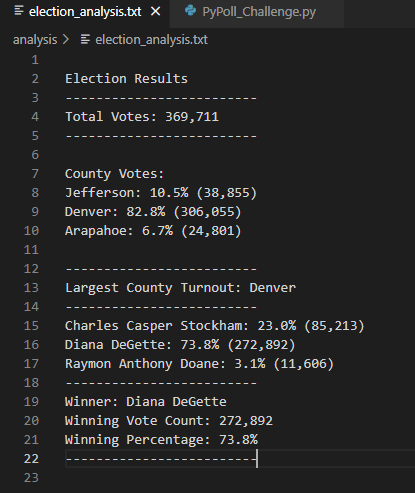 election_analysis.txt X PyPoll_Challenge.py
analysis > election_analysis.txt
1
2 Election Results
3 -------------------------
4 Total Votes: 369,711
5 -------------------------
6
7 County Votes:
8 Jefferson: 10.5% (38,855)
9 Denver: 82.8% (306,055)
10 Arapahoe: 6.7% (24,801)
11
12 -------------------------
13 Largest County Turnout: Denver
14 -------------------------
15 Charles Casper Stockham: 23.0% (85,213)
16 Diana DeGette: 73.8% (272,892)
17 Raymon Anthony Doane: 3.1% (11,606)
18 -------------------------
19 Winner: Diana DeGette
20 Winning Vote Count: 272,892
21 Winning Percentage: 73.8%
22 -------------------------
23